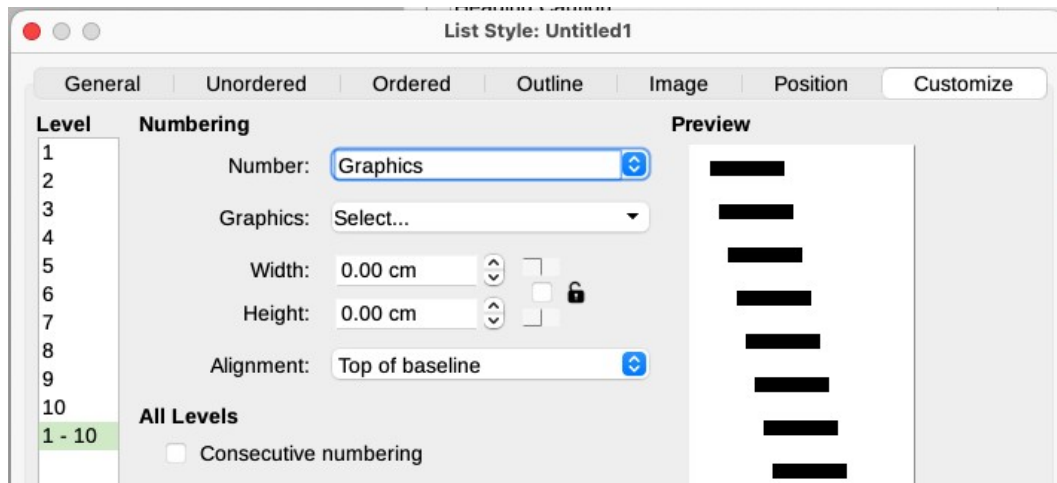 Heading Caution
List Style: Untitled1
General Unordered Ordered Outline Image Position Customize
Level
1
2
3
4
5
6
7
8
9
10
1 - 10
Numbering
Number: Graphics
Graphics: Select...
Width: 0.00 cm
Height: 0.00 cm
Alignment: Top of baseline
All Levels
Consecutive numbering
Preview